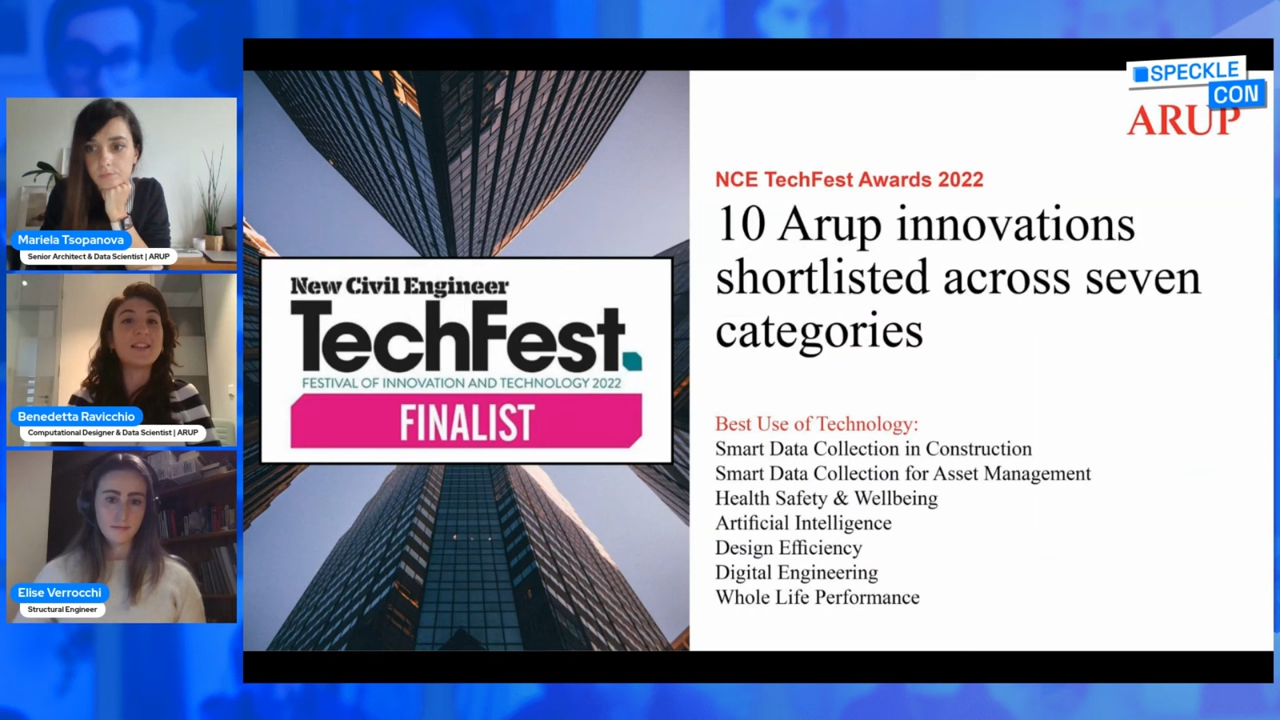 Mariela Tsopanova
Senior Architect & Data Scientist | ARUP
Benedetta Ravicchio
Computational Designer & Data Scientist | ARUP
Elise Verrocchi
Structural Engineer
New Civil Engineer
TechFest.
FESTIVAL OF INNOVATION AND TECHNOLOGY 2022
FINALIST
SPECKLE
CON
ARUP
NCE TechFest Awards 2022
10 Arup innovations
shortlisted across seven
categories
Best Use of Technology:
Smart Data Collection in Construction
Smart Data Collection for Asset Management
Health Safety & Wellbeing
Artificial Intelligence
Design Efficiency
Digital Engineering
Whole Life Performance